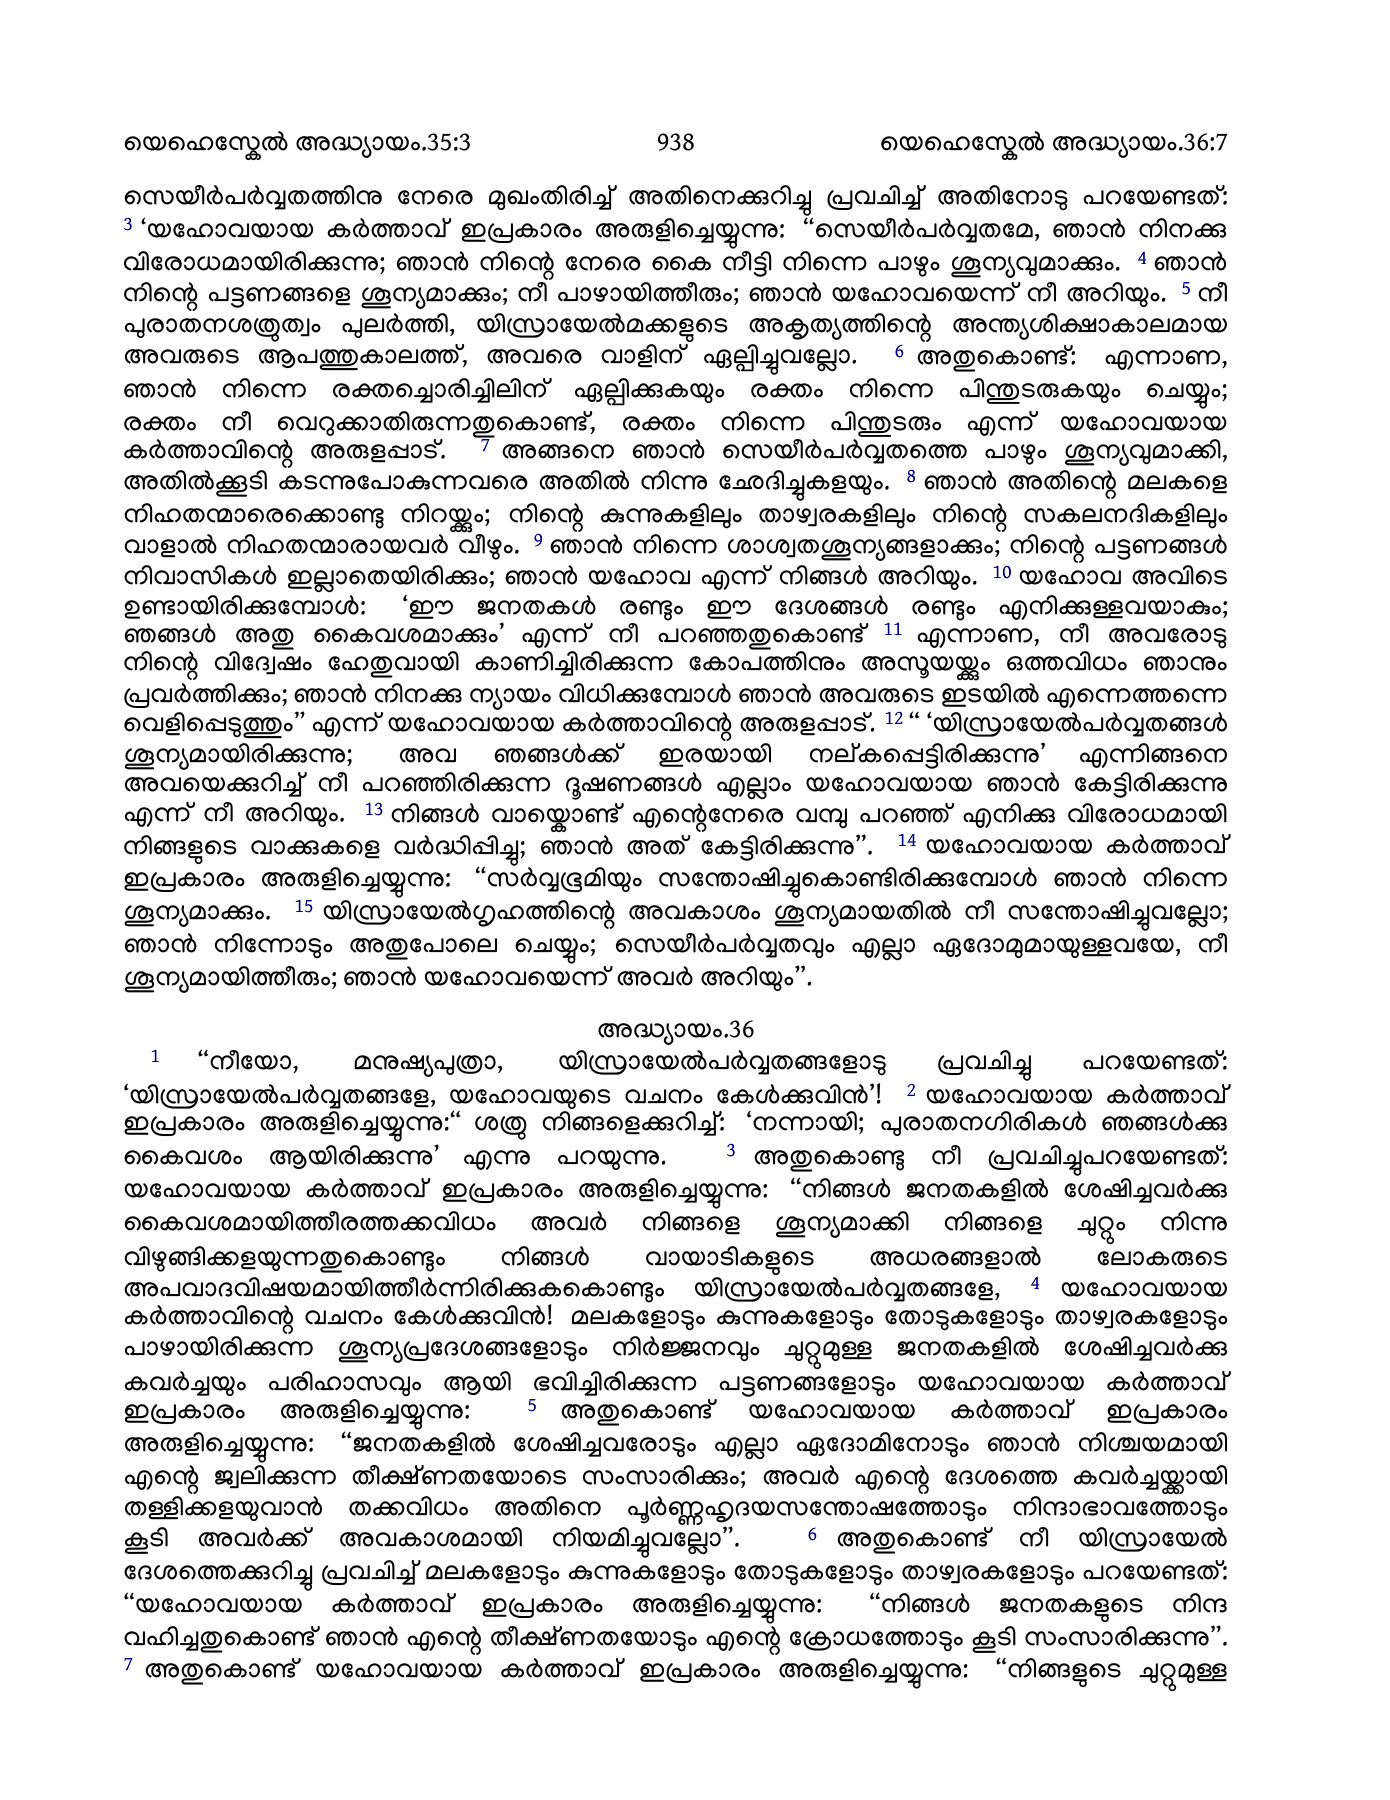 യെഹെസ്കേൽ അദ്ധ്യായം.35:3 938 യെഹെസ്കേൽ അദ്ധ്യായം.36:7
സെയീർപർവ്വതത്തിനു നേരെ മുഖംതിരിച്ച് അതിനെക്കുറിച്ചു പ്രവചിച്ച് അതിനോടു പറയേണ്ടത്:
3 ‘യഹോവയായ കർത്താവ് ഇപ്രകാരം അരുളിച്ചെയ്യുന്നു: “സെയീർപർവ്വതമേ, ഞാൻ നിനക്കു
വിരോധമായിരിക്കുന്നു; ഞാൻ നിന്റെ നേരെ കൈ നീട്ടി നിന്നെ പാഴും ശൂന്യവുമാക്കും. 4 ഞാൻ
നിന്റെ പട്ടണങ്ങളെ ശൂന്യമാക്കും; നീ പാഴായിത്തീരും; ഞാൻ യഹോവയെന്ന് നീ അറിയും. 5 നീ
പുരാതനശത്രുത്വം പുലർത്തി, യിസ്രായേൽമക്കളുടെ അകൃത്യത്തിന്റെ അന്ത്യശിക്ഷാകാലമായ
അവരുടെ ആപത്തുകാലത്ത്, അവരെ വാളിന് ഏല്പിച്ചുവല്ലോ. 6 അതുകൊണ്ട്: എന്നാണ,
ഞാൻ നിന്നെ രക്തച്ചൊരിച്ചിലിന് ഏല്പിക്കുകയും രക്തം നിന്നെ പിന്തുടരുകയും ചെയ്യും;
രക്തം നീ വെറുക്കാതിരുന്നതുകൊണ്ട്, രക്തം നിന്നെ പിന്തുടരും എന്ന് യഹോവയായ
കർത്താവിന്റെ അരുളപ്പാട്. 7 അങ്ങനെ ഞാൻ സെയീർപർവ്വതത്തെ പാഴും ശൂന്യവുമാക്കി,
അതിൽക്കൂടി കടന്നുപോകുന്നവരെ അതിൽ നിന്നു ഛേദിച്ചുകളയും. 8 ഞാൻ അതിന്റെ മലകളെ
നിഹതന്മാരെക്കൊണ്ടു നിറയ്ക്കും; നിന്റെ കുന്നുകളിലും താഴ്വരകളിലും നിന്റെ സകലനദികളിലും
വാളാൽ നിഹതന്മാരായവർ വീഴും. 9 ഞാൻ നിന്നെ ശാശ്വതശൂന്യങ്ങളാക്കും; നിന്റെ പട്ടണങ്ങൾ
നിവാസികൾ ഇല്ലാതെയിരിക്കും; ഞാൻ യഹോവ എന്ന് നിങ്ങൾ അറിയും. 10 യഹോവ അവിടെ
ഉണ്ടായിരിക്കുമ്പോൾ: ‘ഈ ജനതകൾ രണ്ടും ഈ ദേശങ്ങൾ രണ്ടും എനിക്കുള്ളവയാകും;
ഞങ്ങൾ അതു കൈവശമാക്കും’ എന്ന് നീ പറഞ്ഞതുകൊണ്ട് 11 എന്നാണ, നീ അവരോടു
നിന്റെ വിദ്വേഷം ഹേതുവായി കാണിച്ചിരിക്കുന്ന കോപത്തിനും അസൂയയ്ക്കും ഒത്തവിധം ഞാനും
പ്രവർത്തിക്കും; ഞാൻ നിനക്കു ന്യായം വിധിക്കുമ്പോൾ ഞാൻ അവരുടെ ഇടയിൽ എന്നെത്തന്നെ
വെളിപ്പെടുത്തും” എന്ന് യഹോവയായ കർത്താവിന്റെ അരുളപ്പാട്. 12 “ ‘യിസ്രായേൽപർവ്വതങ്ങൾ
ശൂന്യമായിരിക്കുന്നു; അവ ഞങ്ങൾക്ക് ഇരയായി നല്കപ്പെട്ടിരിക്കുന്നു’ എന്നിങ്ങനെ
അവയെക്കുറിച്ച് നീ പറഞ്ഞിരിക്കുന്ന ദൂഷണങ്ങൾ എല്ലാം യഹോവയായ ഞാൻ കേട്ടിരിക്കുന്നു
എന്ന് നീ അറിയും. 13 നിങ്ങൾ വായ്കൊണ്ട് എന്റെനേരെ വമ്പു പറഞ്ഞ് എനിക്കു വിരോധമായി
നിങ്ങളുടെ വാക്കുകളെ വർദ്ധിപ്പിച്ചു; ഞാൻ അത് കേട്ടിരിക്കുന്നു”. 14 യഹോവയായ കർത്താവ്
ഇപ്രകാരം അരുളിച്ചെയ്യുന്നു: “സർവ്വഭൂമിയും സന്തോഷിച്ചുകൊണ്ടിരിക്കുമ്പോൾ ഞാൻ നിന്നെ
ശൂന്യമാക്കും. 15 യിസ്രായേൽഗൃഹത്തിന്റെ അവകാശം ശൂന്യമായതിൽ നീ സന്തോഷിച്ചുവല്ലോ;
ഞാൻ നിന്നോടും അതുപോലെ ചെയ്യും; സെയീർപർവ്വതവും എല്ലാ ഏദോമുമായുള്ളവയേ, നീ
ശൂന്യമായിത്തീരും; ഞാൻ യഹോവയെന്ന് അവർ അറിയും”.
അദ്ധ്യായം.36
1 “നീയോ, മനുഷ്യപുത്രാ, യിസ്രായേൽപർവ്വതങ്ങളോടു പ്രവചിച്ചു പറയേണ്ടത്:
‘യിസ്രായേൽപർവ്വതങ്ങളേ, യഹോവയുടെ വചനം കേൾക്കുവിൻ’! 2 യഹോവയായ കർത്താവ്
ഇപ്രകാരം അരുളിച്ചെയ്യുന്നു:“ ശത്രു നിങ്ങളെക്കുറിച്ച്: ‘നന്നായി; പുരാതനഗിരികൾ ഞങ്ങൾക്കു
കൈവശം ആയിരിക്കുന്നു’ എന്നു പറയുന്നു. 3 അതുകൊണ്ടു നീ പ്രവചിച്ചുപറയേണ്ടത്:
യഹോവയായ കർത്താവ് ഇപ്രകാരം അരുളിച്ചെയ്യുന്നു: “നിങ്ങൾ ജനതകളിൽ ശേഷിച്ചവർക്കു
കൈവശമായിത്തീരത്തക്കവിധം അവർ നിങ്ങളെ ശൂന്യമാക്കി നിങ്ങളെ ചുറ്റും നിന്നു
വിഴുങ്ങിക്കളയുന്നതുകൊണ്ടും നിങ്ങൾ വായാടികളുടെ അധരങ്ങളാൽ ലോകരുടെ
അപവാദവിഷയമായിത്തീർന്നിരിക്കുകകൊണ്ടും യിസ്രായേൽപർവ്വതങ്ങളേ, 4 യഹോവയായ
കർത്താവിന്റെ വചനം കേൾക്കുവിൻ! മലകളോടും കുന്നുകളോടും തോടുകളോടും താഴ്വരകളോടും
പാഴായിരിക്കുന്ന ശൂന്യപ്രദേശങ്ങളോടും നിർജ്ജനവും ചുറ്റുമുള്ള ജനതകളിൽ ശേഷിച്ചവർക്കു
കവർച്ചയും പരിഹാസവും ആയി ഭവിച്ചിരിക്കുന്ന പട്ടണങ്ങളോടും യഹോവയായ കർത്താവ്
ഇപ്രകാരം അരുളിച്ചെയ്യുന്നു: 5 അതുകൊണ്ട് യഹോവയായ കർത്താവ് ഇപ്രകാരം
അരുളിച്ചെയ്യുന്നു: “ജനതകളിൽ ശേഷിച്ചവരോടും എല്ലാ ഏദോമിനോടും ഞാൻ നിശ്ചയമായി
എന്റെ ജ്വലിക്കുന്ന തീക്ഷ്ണതയോടെ സംസാരിക്കും; അവർ എന്റെ ദേശത്തെ കവർച്ചയ്ക്കായി
തള്ളിക്കളയുവാൻ തക്കവിധം അതിനെ പൂർണ്ണഹൃദയസന്തോഷത്തോടും നിന്ദാഭാവത്തോടും
കൂടി അവർക്ക് അവകാശമായി നിയമിച്ചുവല്ലോ”. 6 അതുകൊണ്ട് നീ യിസ്രായേൽ
ദേശത്തെക്കുറിച്ചു പ്രവചിച്ച് മലകളോടും കുന്നുകളോടും തോടുകളോടും താഴ്വരകളോടും പറയേണ്ടത്:
“യഹോവയായ കർത്താവ് ഇപ്രകാരം അരുളിച്ചെയ്യുന്നു: “നിങ്ങൾ ജനതകളുടെ നിന്ദ
വഹിച്ചതുകൊണ്ട് ഞാൻ എന്റെ തീക്ഷ്ണതയോടും എന്റെ ക്രോധത്തോടും കൂടി സംസാരിക്കുന്നു”.
7 അതുകൊണ്ട് യഹോവയായ കർത്താവ് ഇപ്രകാരം അരുളിച്ചെയ്യുന്നു: “നിങ്ങളുടെ ചുറ്റുമുള്ള